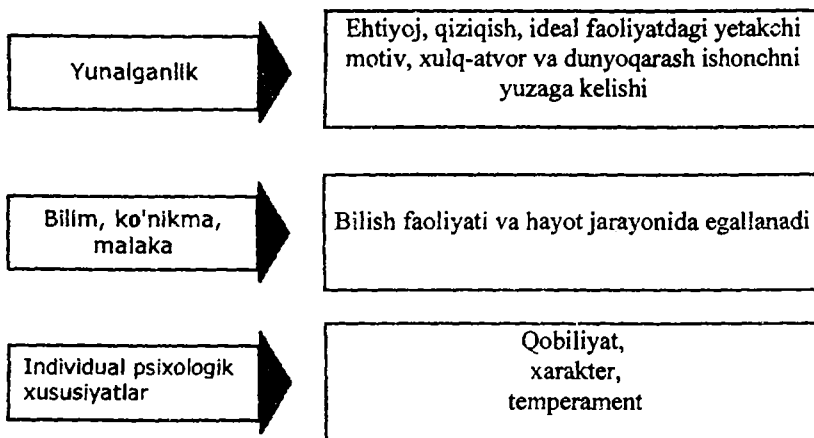 Yunalganlik
Ehtiyoj, qiziqish, ideal faoliyatdagi yetakchi
motiv, xulq-atvor va dunyoqarash ishonchni
yuzaga kelishi
Bilim, ko'nikma,
malaka
Bilish faoliyati va hayot jarayonida egallanadi
Individual psixologik
xususiyatlar
Qobiliyat,
xarakter,
temperament